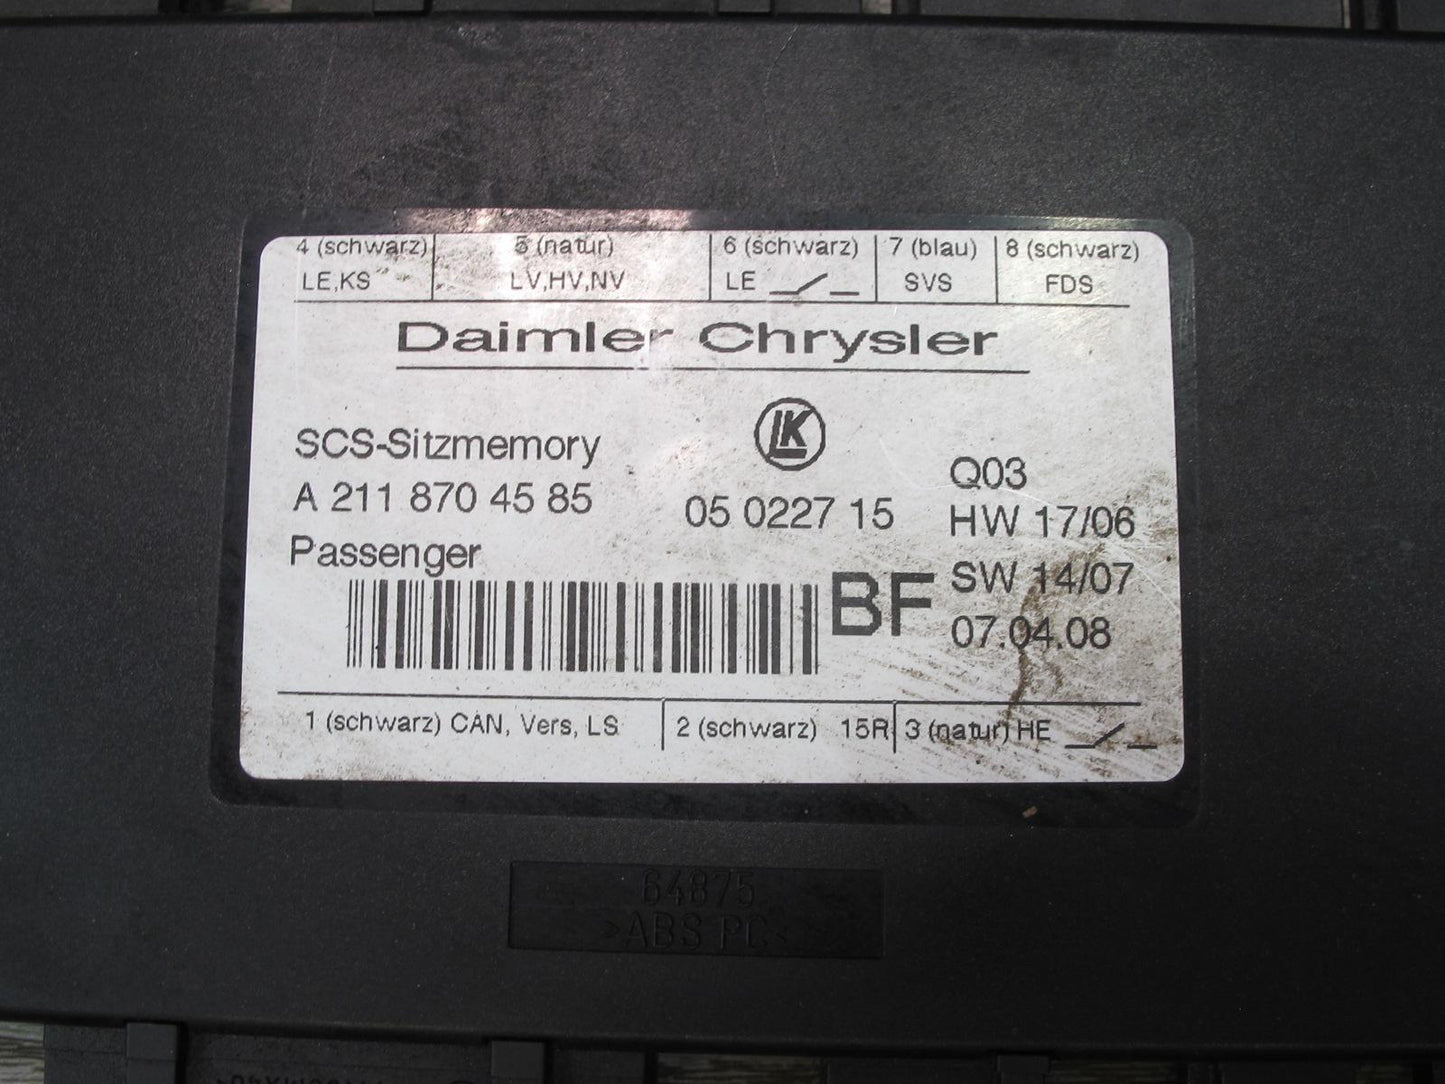 4 (schwarz) 5 (natur) 6 (schwarz) 7 (blau) 8 (schwarz)
LE,KS LV,HV,NV LE SVS FDS
Daimler Chrysler
LK
SCS-Sitzmemory
A 211 870 45 85 05 0227 15
Passenger
BF
Q03
HW 17/06
SW 14/07
07.04.08
1 (schwarz) CAN, Vers, LS 2 (schwarz) 15R 3 (natur) HE
64875
>ABS PC<